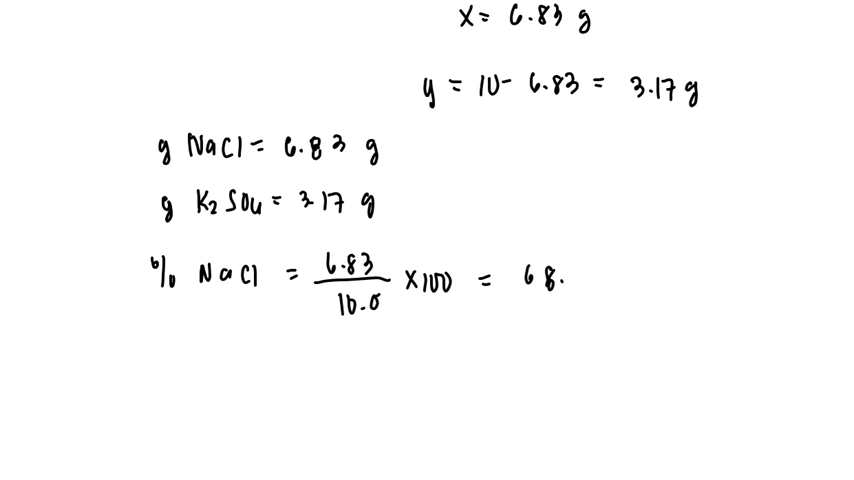 x = 6.83 g
y = 10 - 6.83 = 3.17 g
g NaCl = 6.83 g
g K2SO4 = 3.17 g
% NaCl = 6.83/10.0 x 100 = 68.